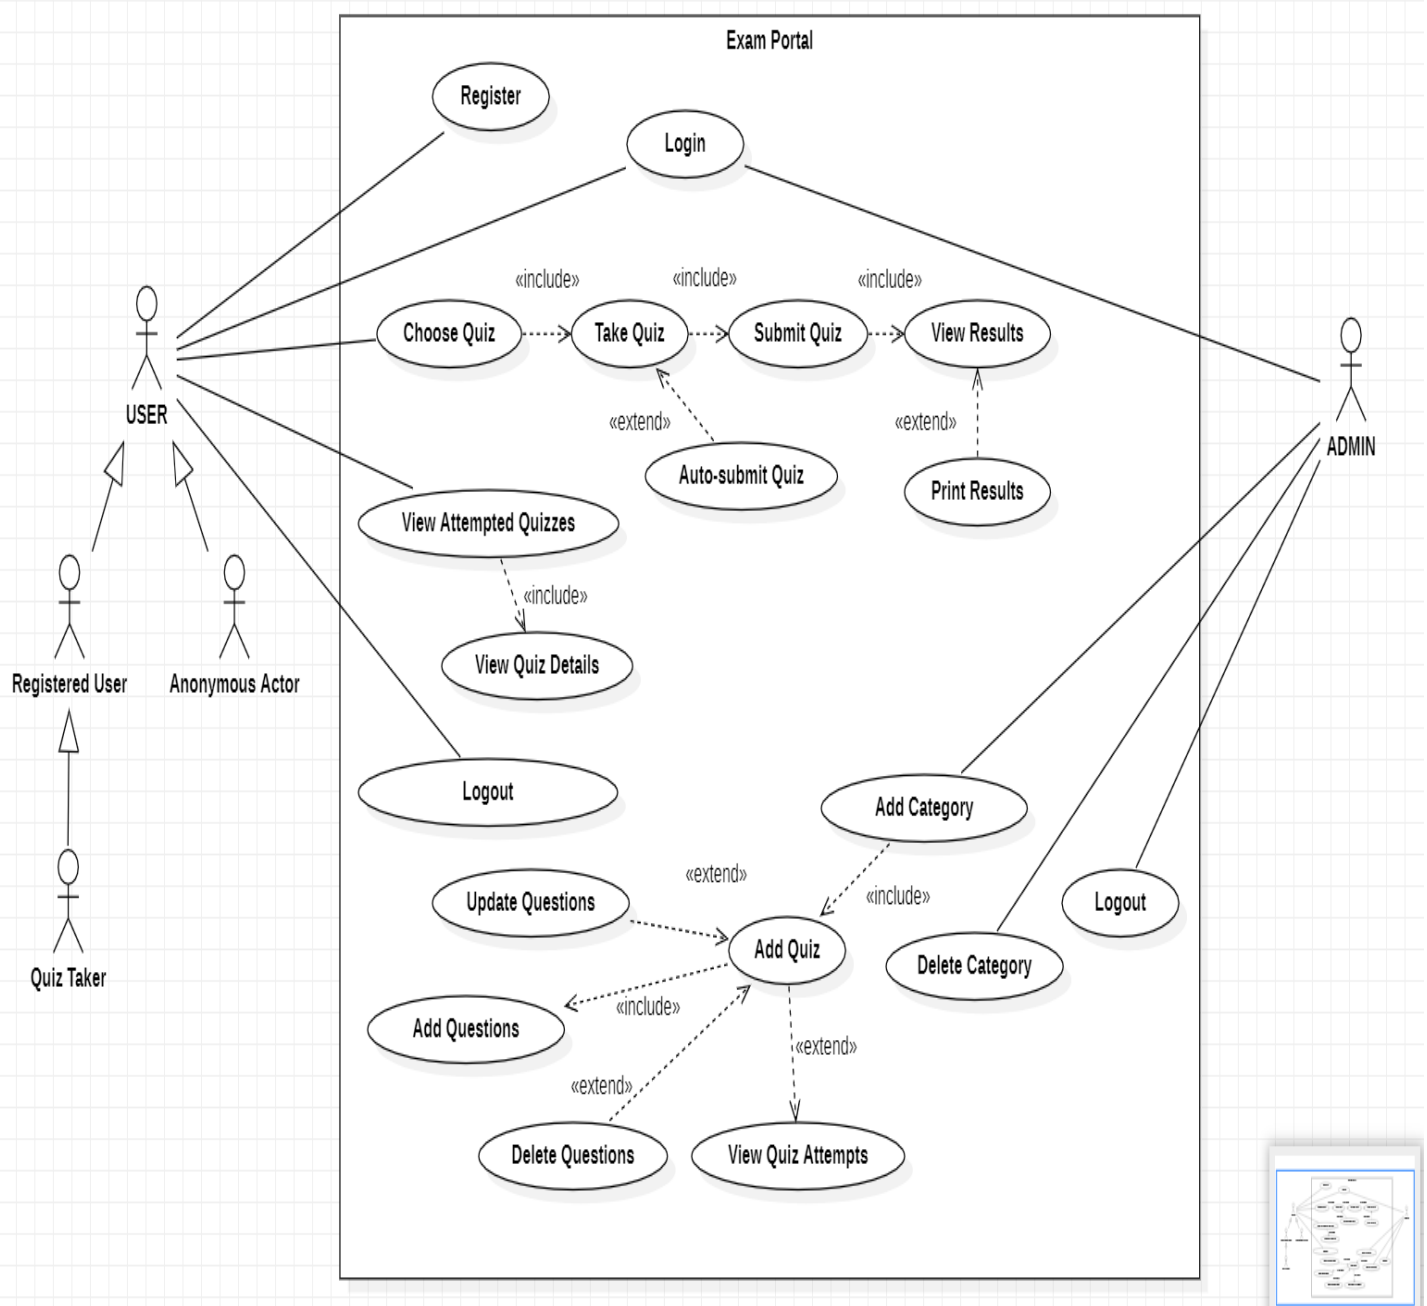 Exam Portal
Register
Login
«include»
«include»
«include»
Choose Quiz
Take Quiz
Submit Quiz
View Results
USER
«extend»
«extend»
ADMIN
Auto-submit Quiz
Print Results
View Attempted Quizzes
«include»
View Quiz Details
Registered User
Anonymous Actor
Logout
Add Category
«extend»
«include»
Update Questions
Logout
Add Quiz
Delete Category
Quiz Taker
«include»
Add Questions
«extend»
«extend»
Delete Questions
View Quiz Attempts